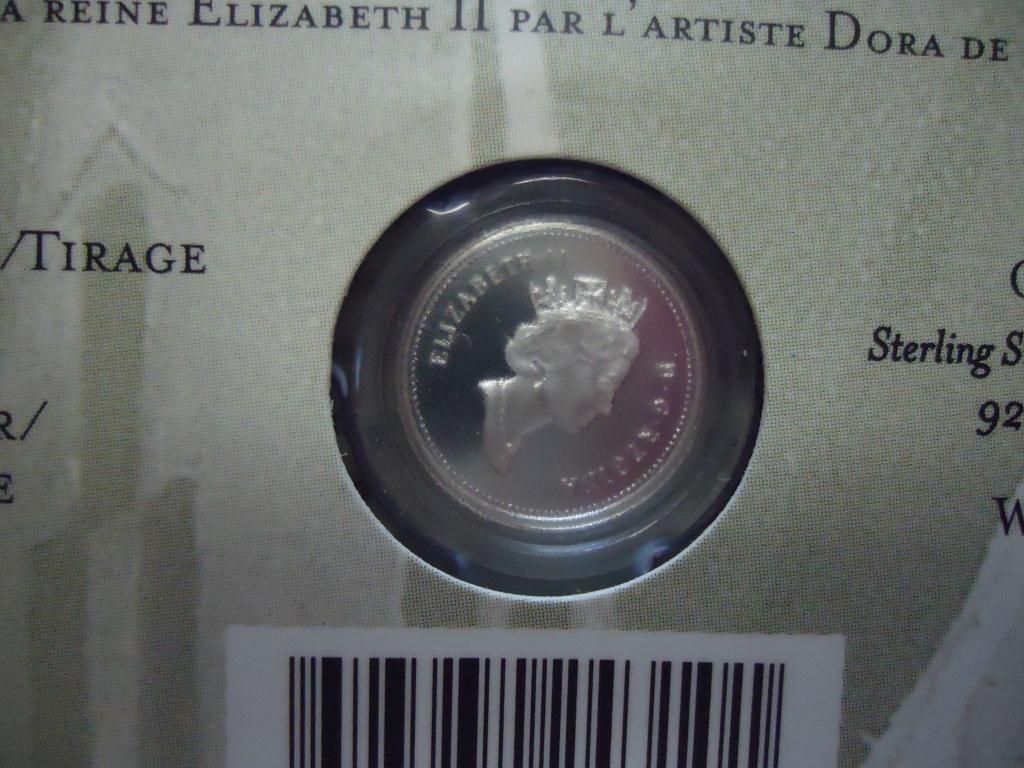 A REINE ELIZABETH II PAR L'ARTISTE DORA DE
/TIRAGE
Sterling S
92
R/
E
W
ELIZABETH II
D·G·REGINA